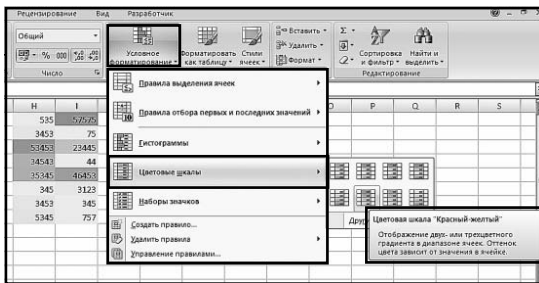 Рецензирование Вид Разработчик
Общий
% 000
Число
Условное форматирование
Форматировать как таблицу
Стили ячеек
Вставить
Удалить
Формат
Σ
Сортировка и фильтр
Найти и выделить
Редактирование
Правила выделения ячеек
Правила отбора первых и последних значений
Гистограммы
Цветовые шкалы
Наборы значков
Создать правило...
Удалить правила
Управление правилами...
H I P Q R S
535 57575
3453 75
53453 23445
34543 44
35345 46453
345 3123
3453 345
5345 757
Цветовая шкала "Красный-желтый"
Отображение двух- или трехцветного
градиента в диапазоне ячеек. Оттенок
цвета зависит от значения в ячейке.